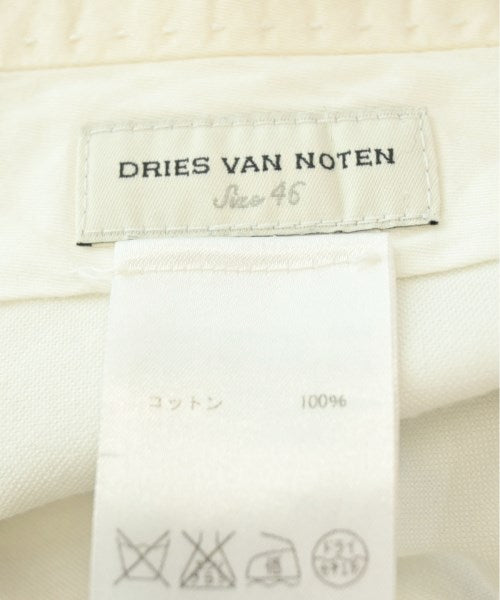 DRIES VAN NOTEN
Size 46
コットン 100%